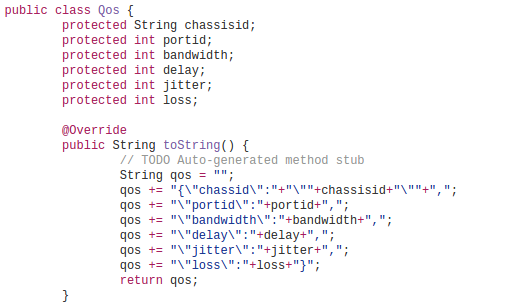 public class Qos {
protected String chassisid;
protected int portid;
protected int bandwidth;
protected int delay;
protected int jitter;
protected int loss;
@Override
public String toString() {
// TODO Auto-generated method stub
String qos = "";
qos += "{\"chassid\":"+"\""+chassisid+"\""+",";
qos += "\"portid\":"+portid+",";
qos += "\"bandwidth\":"+bandwidth+",";
qos += "\"delay\":"+delay+",";
qos += "\"jitter\":"+jitter+",";
qos += "\"loss\":"+loss+"}";
return qos;
}